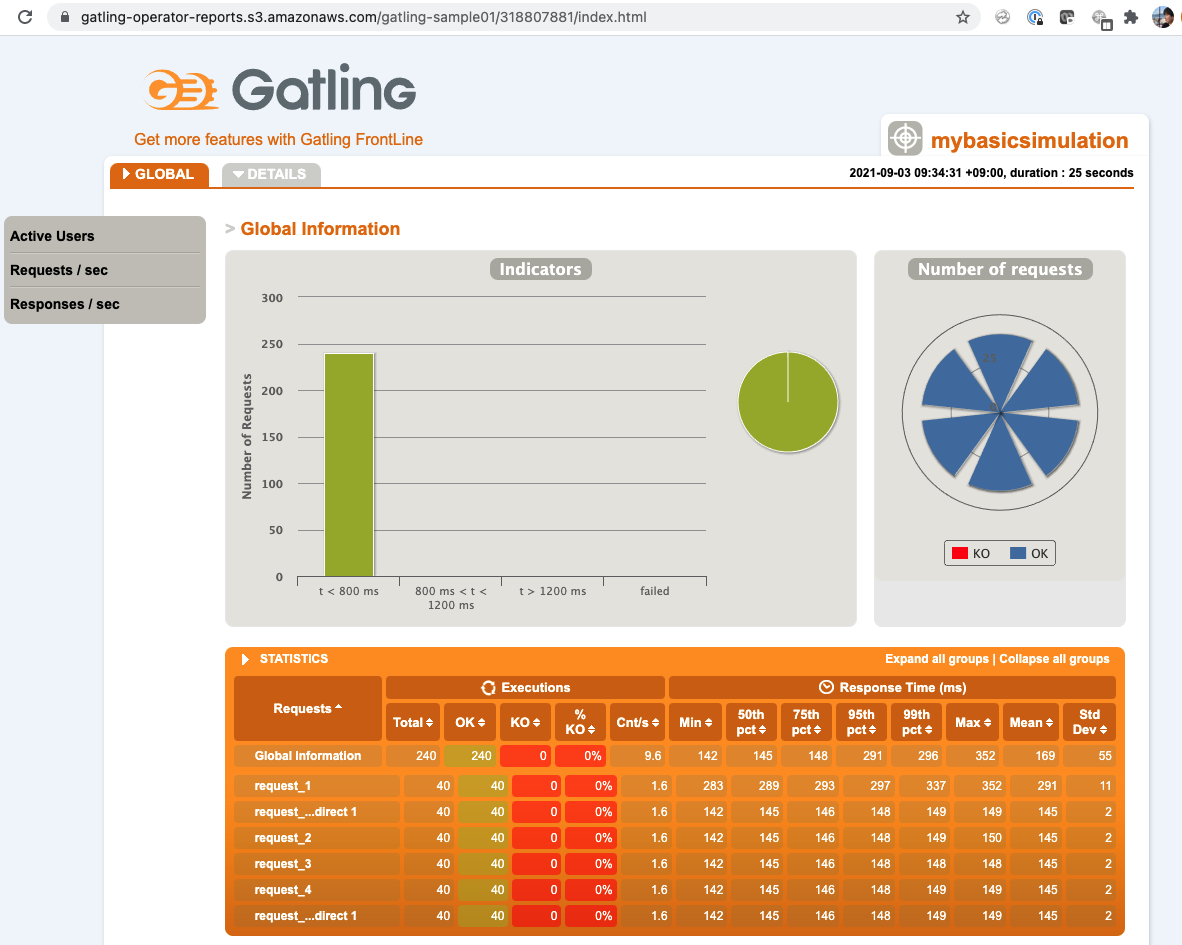 gatling-operator-reports.s3.amazonaws.com/gatling-sample01/318807881/index.html
Gatling
Get more features with Gatling FrontLine
mybasicsimulation
GLOBAL
DETAILS
2021-09-03 09:34:31 +09:00, duration : 25 seconds
Active Users
Requests / sec
Responses / sec
> Global Information
Indicators
300
250
200
150
100
50
0
Number of Requests
t < 800 ms
800 ms < t <
1200 ms
t > 1200 ms
failed
Number of requests
25
0
KO OK
STATISTICS
Expand all groups | Collapse all groups
Requests
Executions
Response Time (ms)
Total OK KO % KO Cnt/s Min 50th pct 75th pct 95th pct 99th pct Max Mean Std Dev
Global Information 240 240 0 0% 9.6 142 145 148 291 296 352 169 55
request_1 40 40 0 0% 1.6 283 289 293 297 337 352 291 11
request_...direct 1 40 40 0 0% 1.6 142 145 146 148 149 149 145 2
request_2 40 40 0 0% 1.6 142 145 146 148 149 150 145 2
request_3 40 40 0 0% 1.6 142 145 146 148 148 148 145 2
request_4 40 40 0 0% 1.6 142 145 146 148 149 149 145 2
request_...direct 1 40 40 0 0% 1.6 142 145 146 148 149 149 145 2